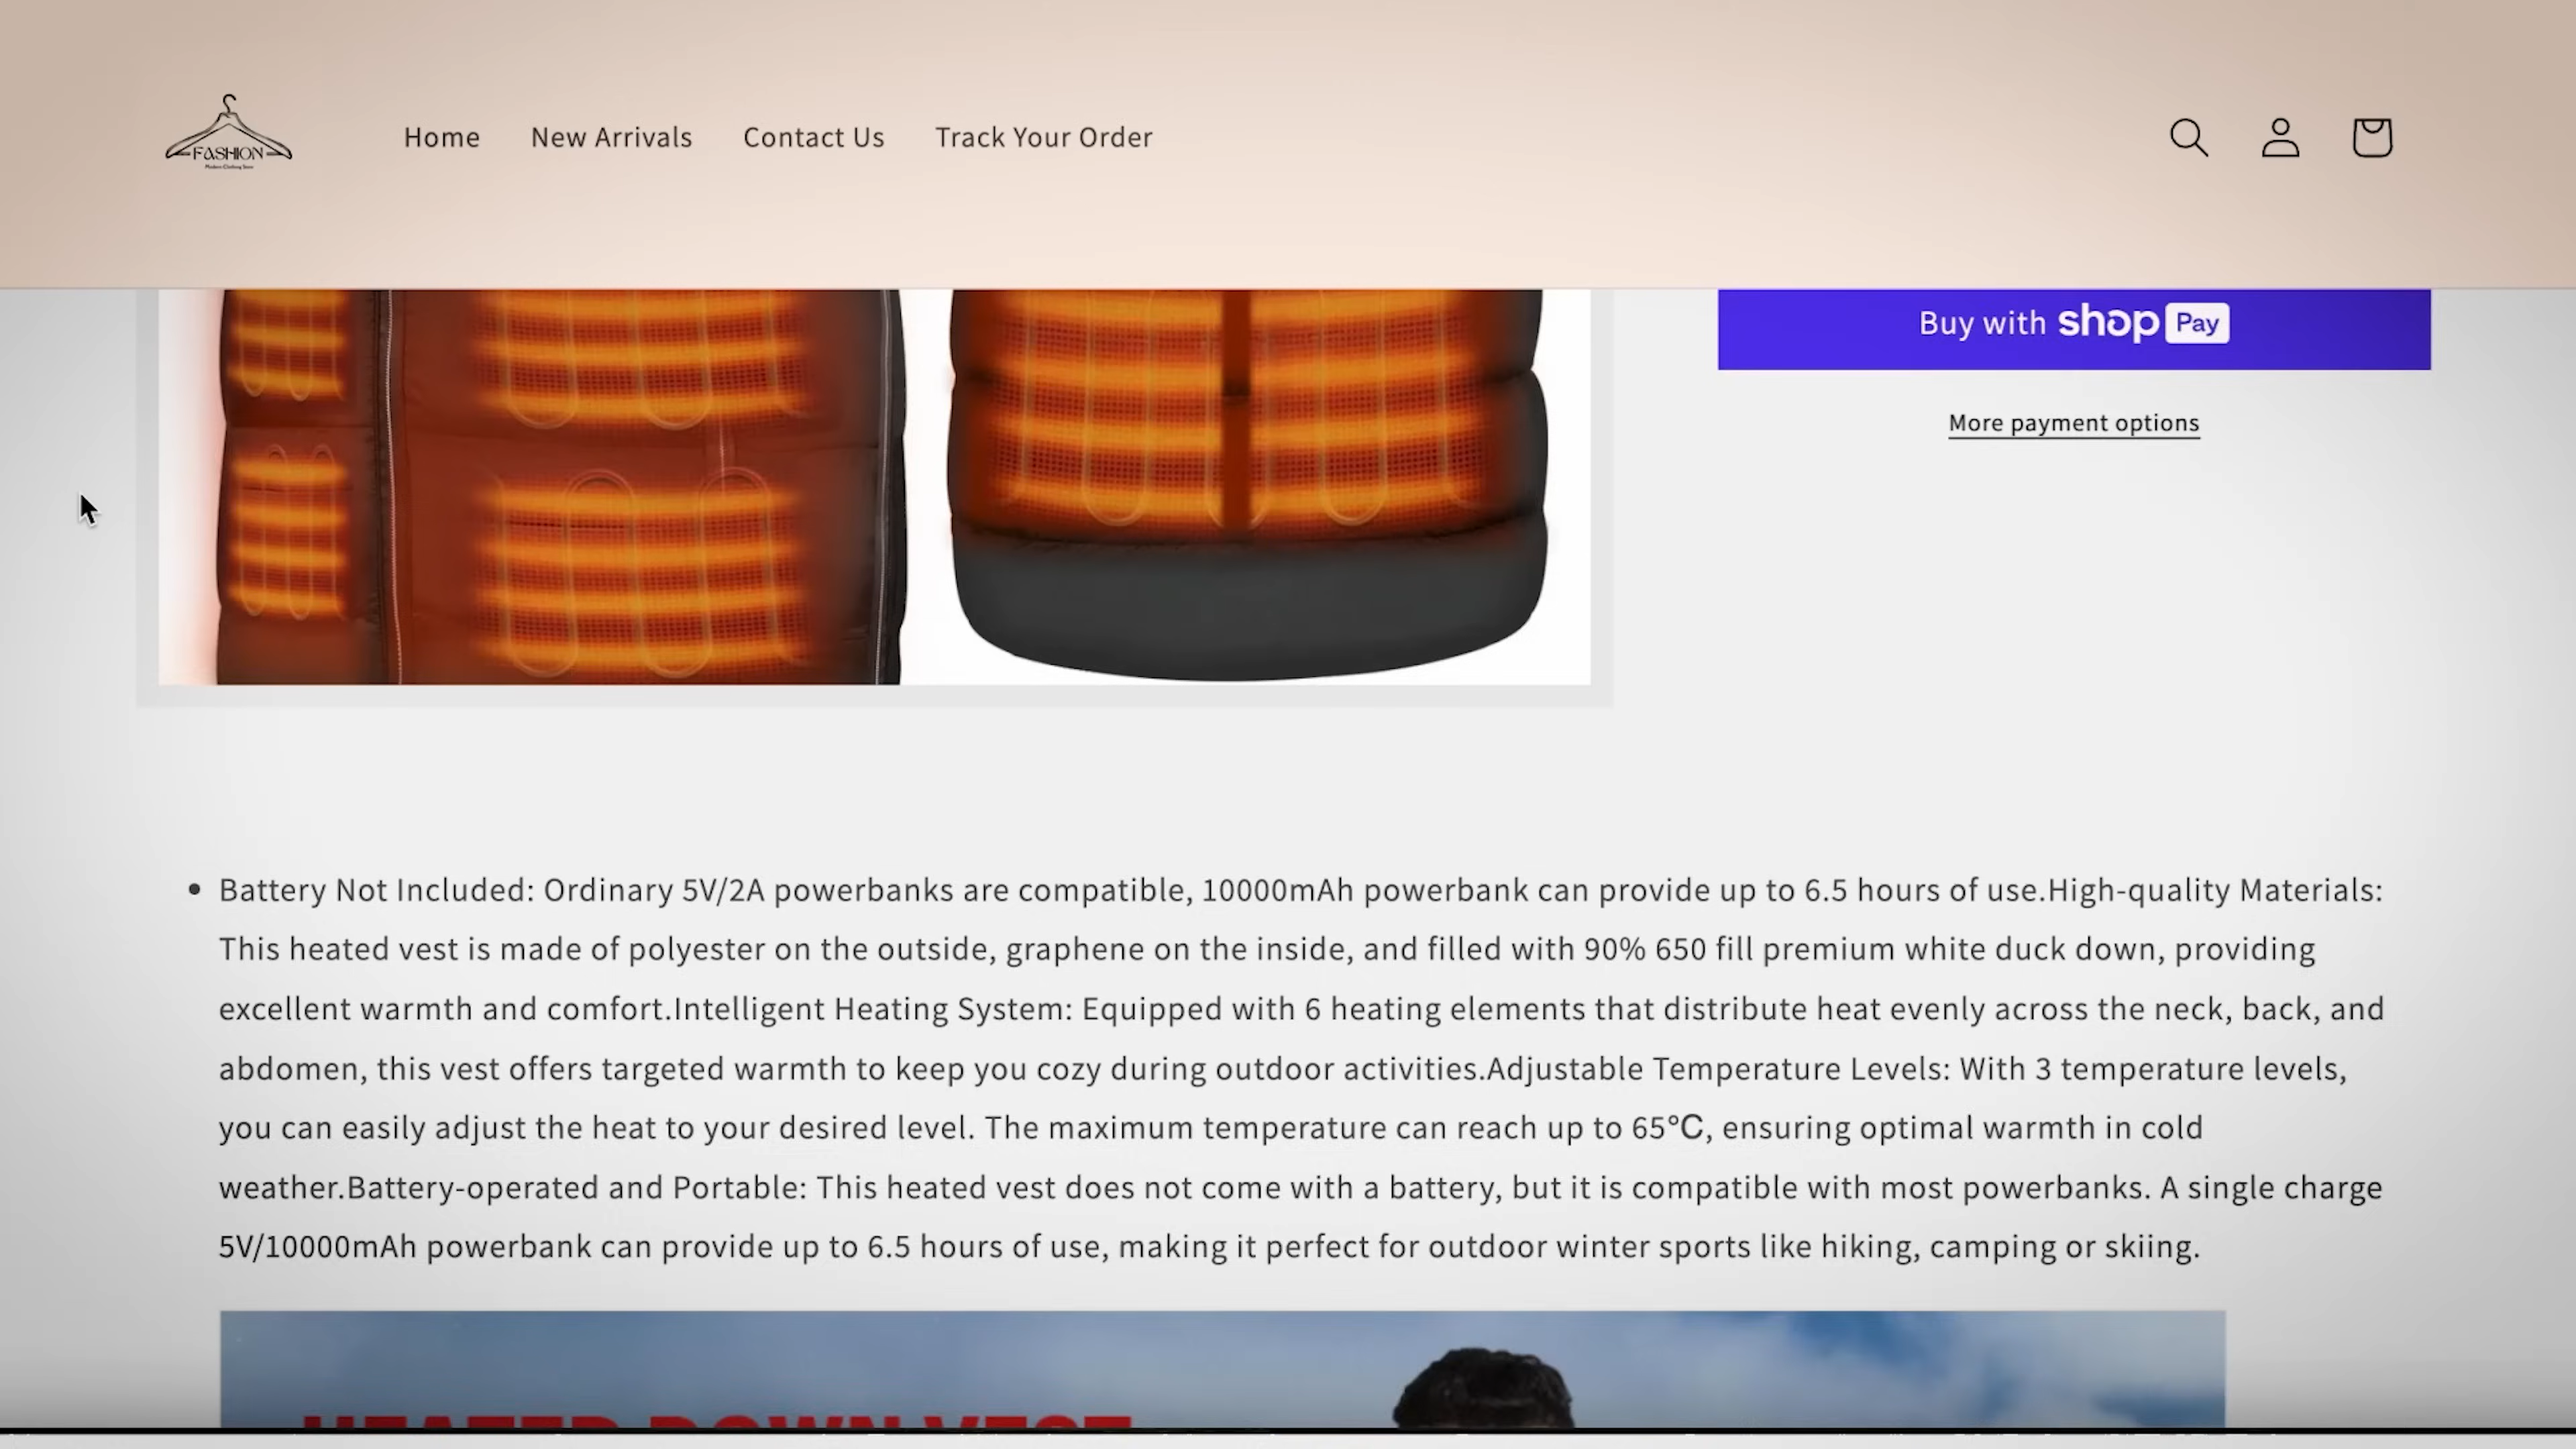 FASHION
Modern Clothing Store
Home
New Arrivals
Contact Us
Track Your Order
Buy with shop Pay
More payment options
• Battery Not Included: Ordinary 5V/2A powerbanks are compatible, 10000mAh powerbank can provide up to 6.5 hours of use.High-quality Materials:
This heated vest is made of polyester on the outside, graphene on the inside, and filled with 90% 650 fill premium white duck down, providing
excellent warmth and comfort.Intelligent Heating System: Equipped with 6 heating elements that distribute heat evenly across the neck, back, and
abdomen, this vest offers targeted warmth to keep you cozy during outdoor activities.Adjustable Temperature Levels: With 3 temperature levels,
you can easily adjust the heat to your desired level. The maximum temperature can reach up to 65℃, ensuring optimal warmth in cold
weather.Battery-operated and Portable: This heated vest does not come with a battery, but it is compatible with most powerbanks. A single charge
5V/10000mAh powerbank can provide up to 6.5 hours of use, making it perfect for outdoor winter sports like hiking, camping or skiing.
HEATED DOWN VEST